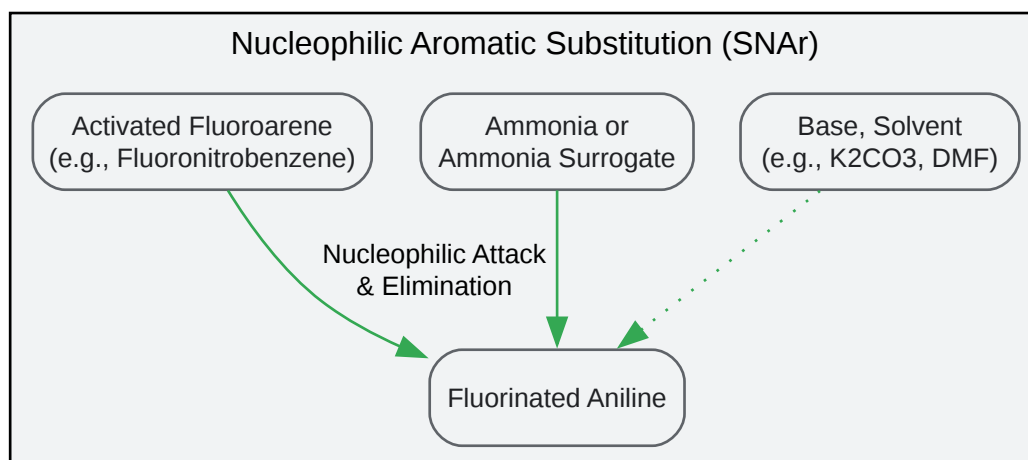 Nucleophilic Aromatic Substitution (SNAr)
Activated Fluoroarene
(e.g., Fluoronitrobenzene)
Ammonia or
Ammonia Surrogate
Base, Solvent
(e.g., K2CO3, DMF)
Nucleophilic Attack
& Elimination
Fluorinated Aniline